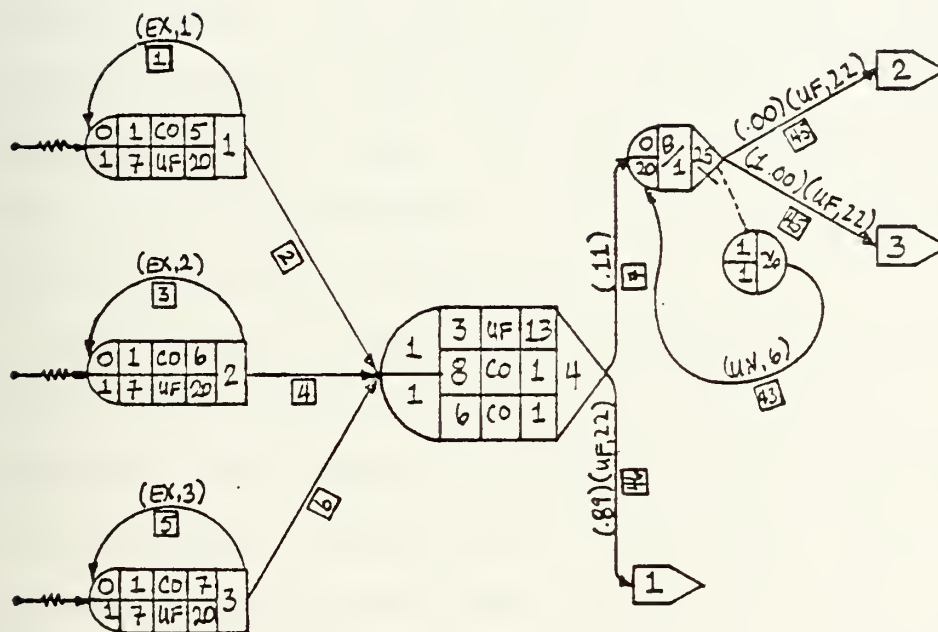 (EX,1)
1
0 1 CO 5 1
1 7 UF 20
2
(EX,2)
3
0 1 CO 6 2
1 7 UF 20
4
(EX,3)
5
0 1 CO 7 3
1 7 UF 20
6
1 3 UF 13 4
1 8 CO 1
6 CO 1
(.11)
(.89)(UF,22)
1
0 B/1 25
20
(.00)(UF,22)
45
2
(1.00)(UF,22)
45
3
1
1
43